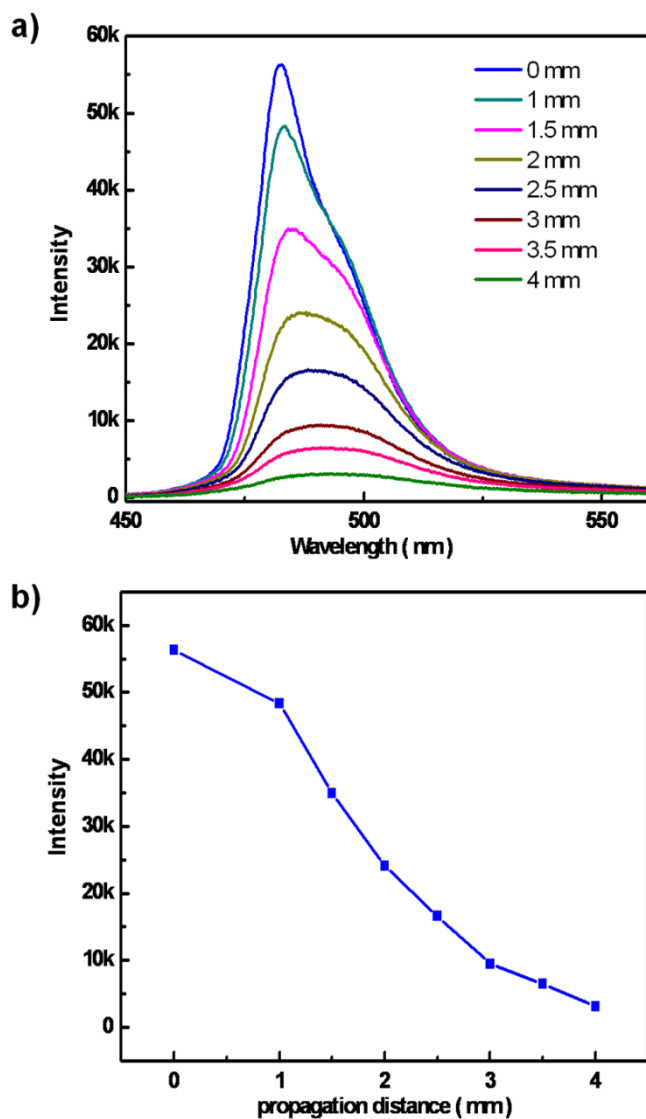 a)
60k
50k
40k
30k
20k
10k
0
Intensity
0 mm
1 mm
1.5 mm
2 mm
2.5 mm
3 mm
3.5 mm
4 mm
450
500
550
Wavelength ( nm )
b)
60k
50k
40k
30k
20k
10k
0
Intensity
0
1
2
3
4
propagation distance ( mm )